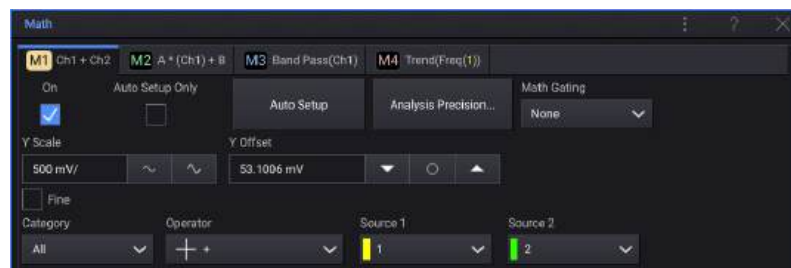 Math
M1 Ch1 + Ch2 M2 A * (Ch1) + B M3 Band Pass(Ch1) M4 Trend(Freq(1))
On Auto Setup Only Auto Setup Analysis Precision... Math Gating
None
Y Scale Y Offset
500 mV/ 53.1006 mV
Fine
Category Operator Source 1 Source 2
All + 1 2